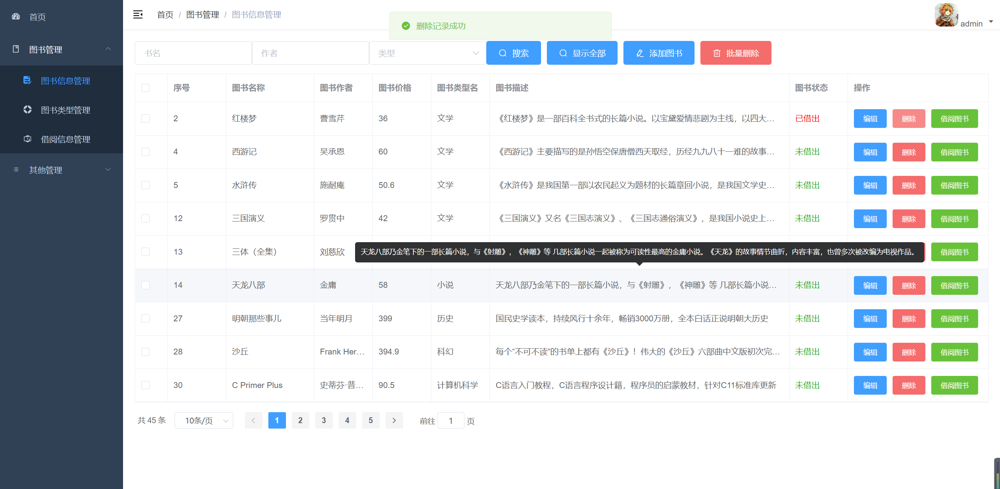 首页
图书管理
图书信息管理
图书类型管理
借阅信息管理
其他管理
首页 / 图书管理 / 图书信息管理
删除记录成功
admin
书名 作者 类型 搜索 显示全部 添加图书 批量删除
序号 图书名称 图书作者 图书价格 图书类型名 图书描述 图书状态 操作
2 红楼梦 曹雪芹 36 文学 《红楼梦》是一部百科全书式的长篇小说。以宝黛爱情悲剧为主线，以四大… 已借出 编辑 删除 借阅图书
4 西游记 吴承恩 60 文学 《西游记》主要描写的是孙悟空保唐僧西天取经，历经九九八十一难的故事… 未借出 编辑 删除 借阅图书
5 水浒传 施耐庵 50.6 文学 《水浒传》是我国第一部以农民起义为题材的长篇章回小说，是我国文学史… 未借出 编辑 删除 借阅图书
12 三国演义 罗贯中 42 文学 《三国演义》又名《三国志演义》、《三国志通俗演义》，是我国小说史上… 未借出 编辑 删除 借阅图书
13 三体（全集） 刘慈欣 借阅图书
天龙八部乃金笔下的一部长篇小说，与《射雕》，《神雕》等 几部长篇小说一起被称为可读性最高的金庸小说。《天龙》的故事情节曲折，内容丰富，也曾多次被改编为电视作品。
14 天龙八部 金庸 58 小说 天龙八部乃金笔下的一部长篇小说，与《射雕》，《神雕》等 几部长篇小说… 未借出 编辑 删除 借阅图书
27 明朝那些事儿 当年明月 399 历史 国民史学读本，持续风行十余年，畅销3000万册，全本白话正说明朝大历史 未借出 编辑 删除 借阅图书
28 沙丘 Frank Her… 394.9 科幻 每个“不可不读”的书单上都有《沙丘》！伟大的《沙丘》六部曲中文版初次完… 未借出 编辑 删除 借阅图书
30 C Primer Plus 史蒂芬·普… 90.5 计算机科学 C语言入门教程，C语言程序设计籍，程序员的启蒙教材，针对C11标准库更新 未借出 编辑 删除 借阅图书
共 45 条 10条/页 1 2 3 4 5 前往 1 页